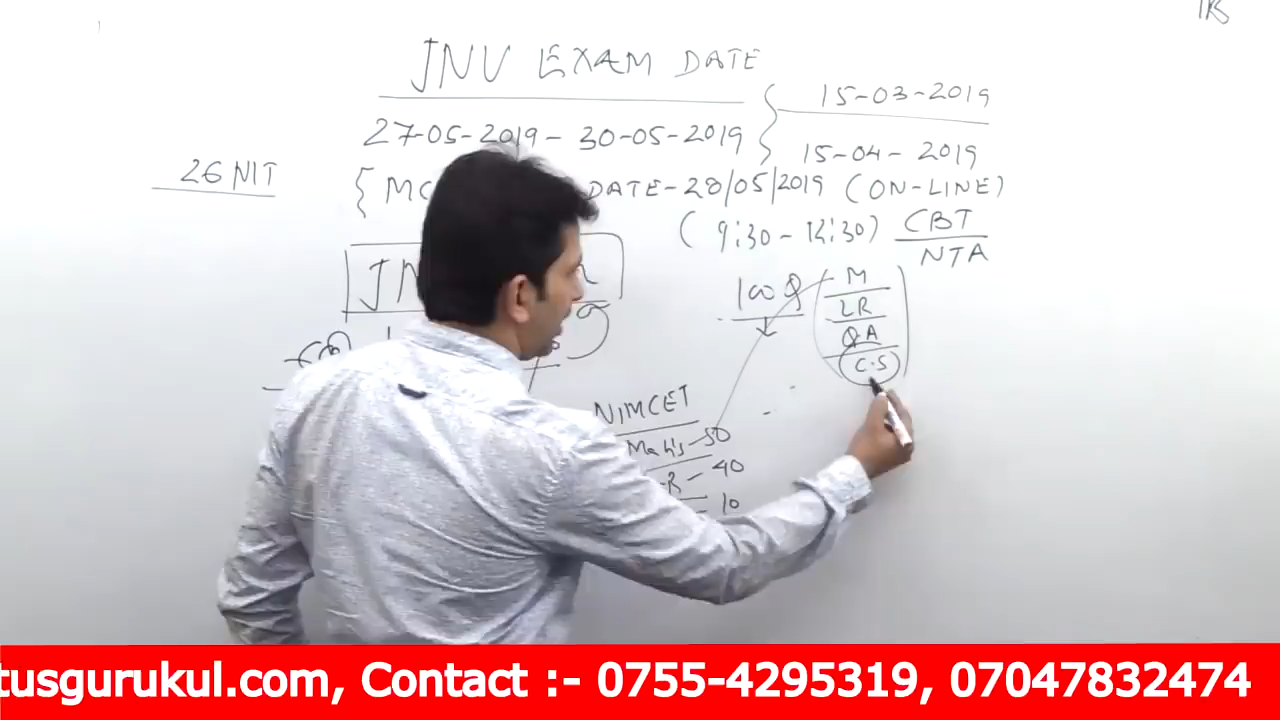 JNU EXAM DATE
27-05-2019 - 30-05-2019
15-03-2019
15-04-2019
26 NIT
DATE - 28/05/2019 (ON-LINE)
(9:30 - 12:30) CBT
NTA
100 Q
M
LR
QA
C.S
NIMCET
Maths - 50
R - 40
- 10
tusgurukul.com, Contact :- 0755-4295319, 07047832474